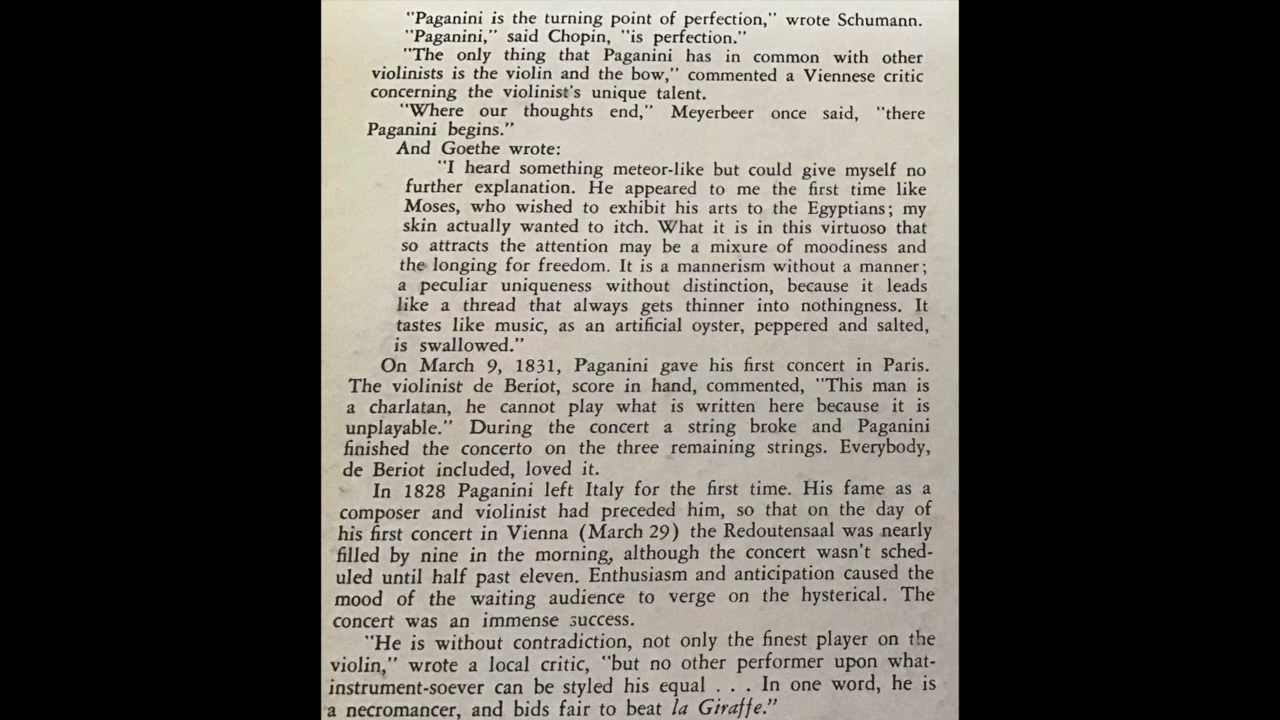 "Paganini is the turning point of perfection," wrote Schumann.
"Paganini," said Chopin, "is perfection."
"The only thing that Paganini has in common with other
violinists is the violin and the bow," commented a Viennese critic
concerning the violinist's unique talent.
"Where our thoughts end," Meyerbeer once said, "there
Paganini begins."
And Goethe wrote:
"I heard something meteor-like but could give myself no
further explanation. He appeared to me the first time like
Moses, who wished to exhibit his arts to the Egyptians; my
skin actually wanted to itch. What it is in this virtuoso that
so attracts the attention may be a mixture of moodiness and
the longing for freedom. It is a mannerism without a manner;
a peculiar uniqueness without distinction, because it leads
like a thread that always gets thinner into nothingness. It
tastes like music, as an artificial oyster, peppered and salted,
is swallowed."
On March 9, 1831, Paganini gave his first concert in Paris.
The violinist de Beriot, score in hand, commented, "This man is
a charlatan, he cannot play what is written here because it is
unplayable." During the concert a string broke and Paganini
finished the concerto on the three remaining strings. Everybody,
de Beriot included, loved it.
In 1828 Paganini left Italy for the first time. His fame as a
composer and violinist had preceded him, so that on the day of
his first concert in Vienna (March 29) the Redoutensaal was nearly
filled by nine in the morning, although the concert wasn't sched-
uled until half past eleven. Enthusiasm and anticipation caused the
mood of the waiting audience to verge on the hysterical. The
concert was an immense success.
"He is without contradiction, not only the finest player on the
violin," wrote a local critic, "but no other performer upon what-
instrument-soever can be styled his equal . . . In one word, he is
a necromancer, and bids fair to beat la Giraffe."